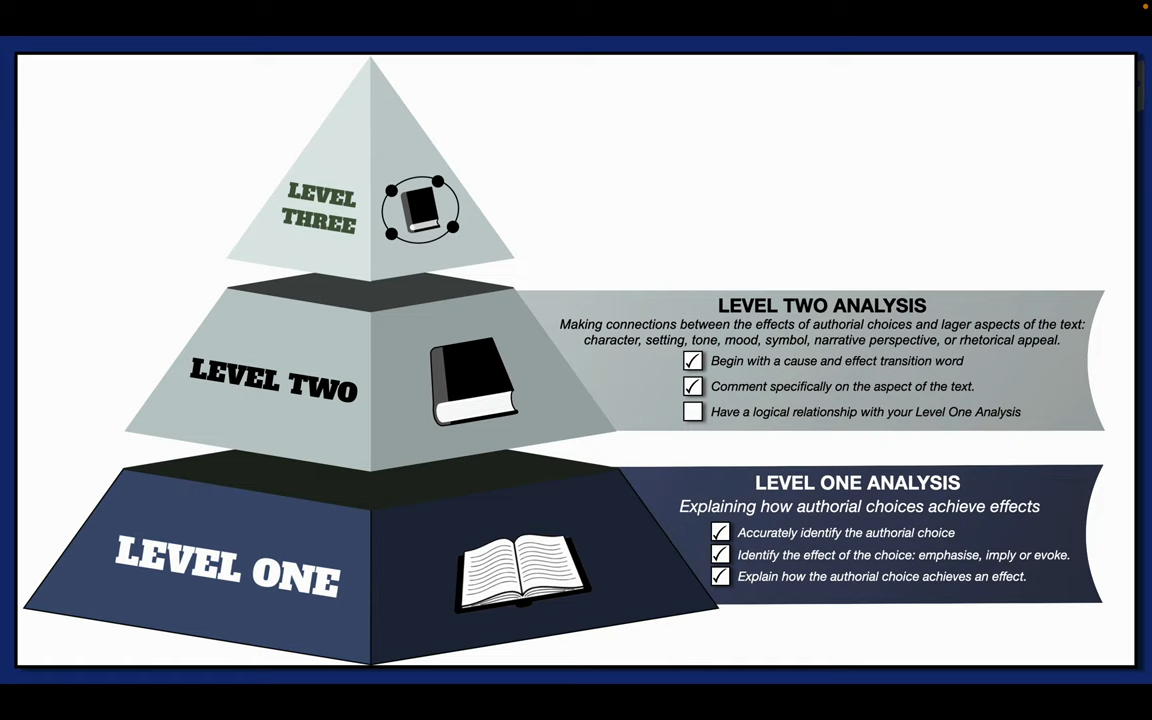 LEVEL
THREE
LEVEL TWO ANALYSIS
Making connections between the effects of authorial choices and lager aspects of the text:
character, setting, tone, mood, symbol, narrative perspective, or rhetorical appeal.
Begin with a cause and effect transition word
Comment specifically on the aspect of the text.
Have a logical relationship with your Level One Analysis
LEVEL TWO
LEVEL ONE ANALYSIS
Explaining how authorial choices achieve effects
Accurately identify the authorial choice
Identify the effect of the choice: emphasise, imply or evoke.
Explain how the authorial choice achieves an effect.
LEVEL ONE